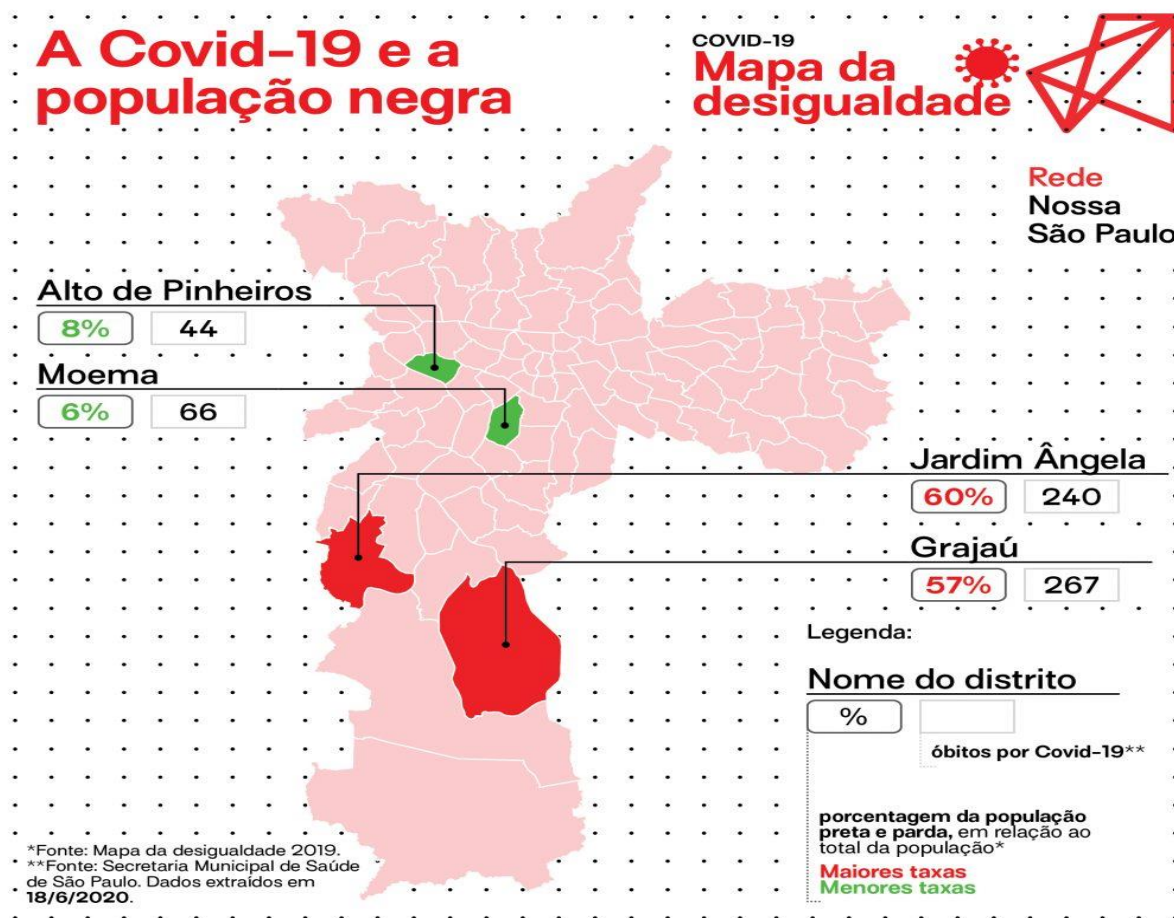 A Covid-19 e a
população negra
COVID-19
Mapa da
desigualdade
Rede
Nossa
São Paulo
Alto de Pinheiros
8% 44
Moema
6% 66
Jardim Ângela
60% 240
Grajaú
57% 267
Legenda:
Nome do distrito
%
óbitos por Covid-19**
porcentagem da população
preta e parda, em relação ao
total da população*
Maiores taxas
Menores taxas
*Fonte: Mapa da desigualdade 2019.
**Fonte: Secretaria Municipal de Saúde
de São Paulo. Dados extraídos em
18/6/2020.